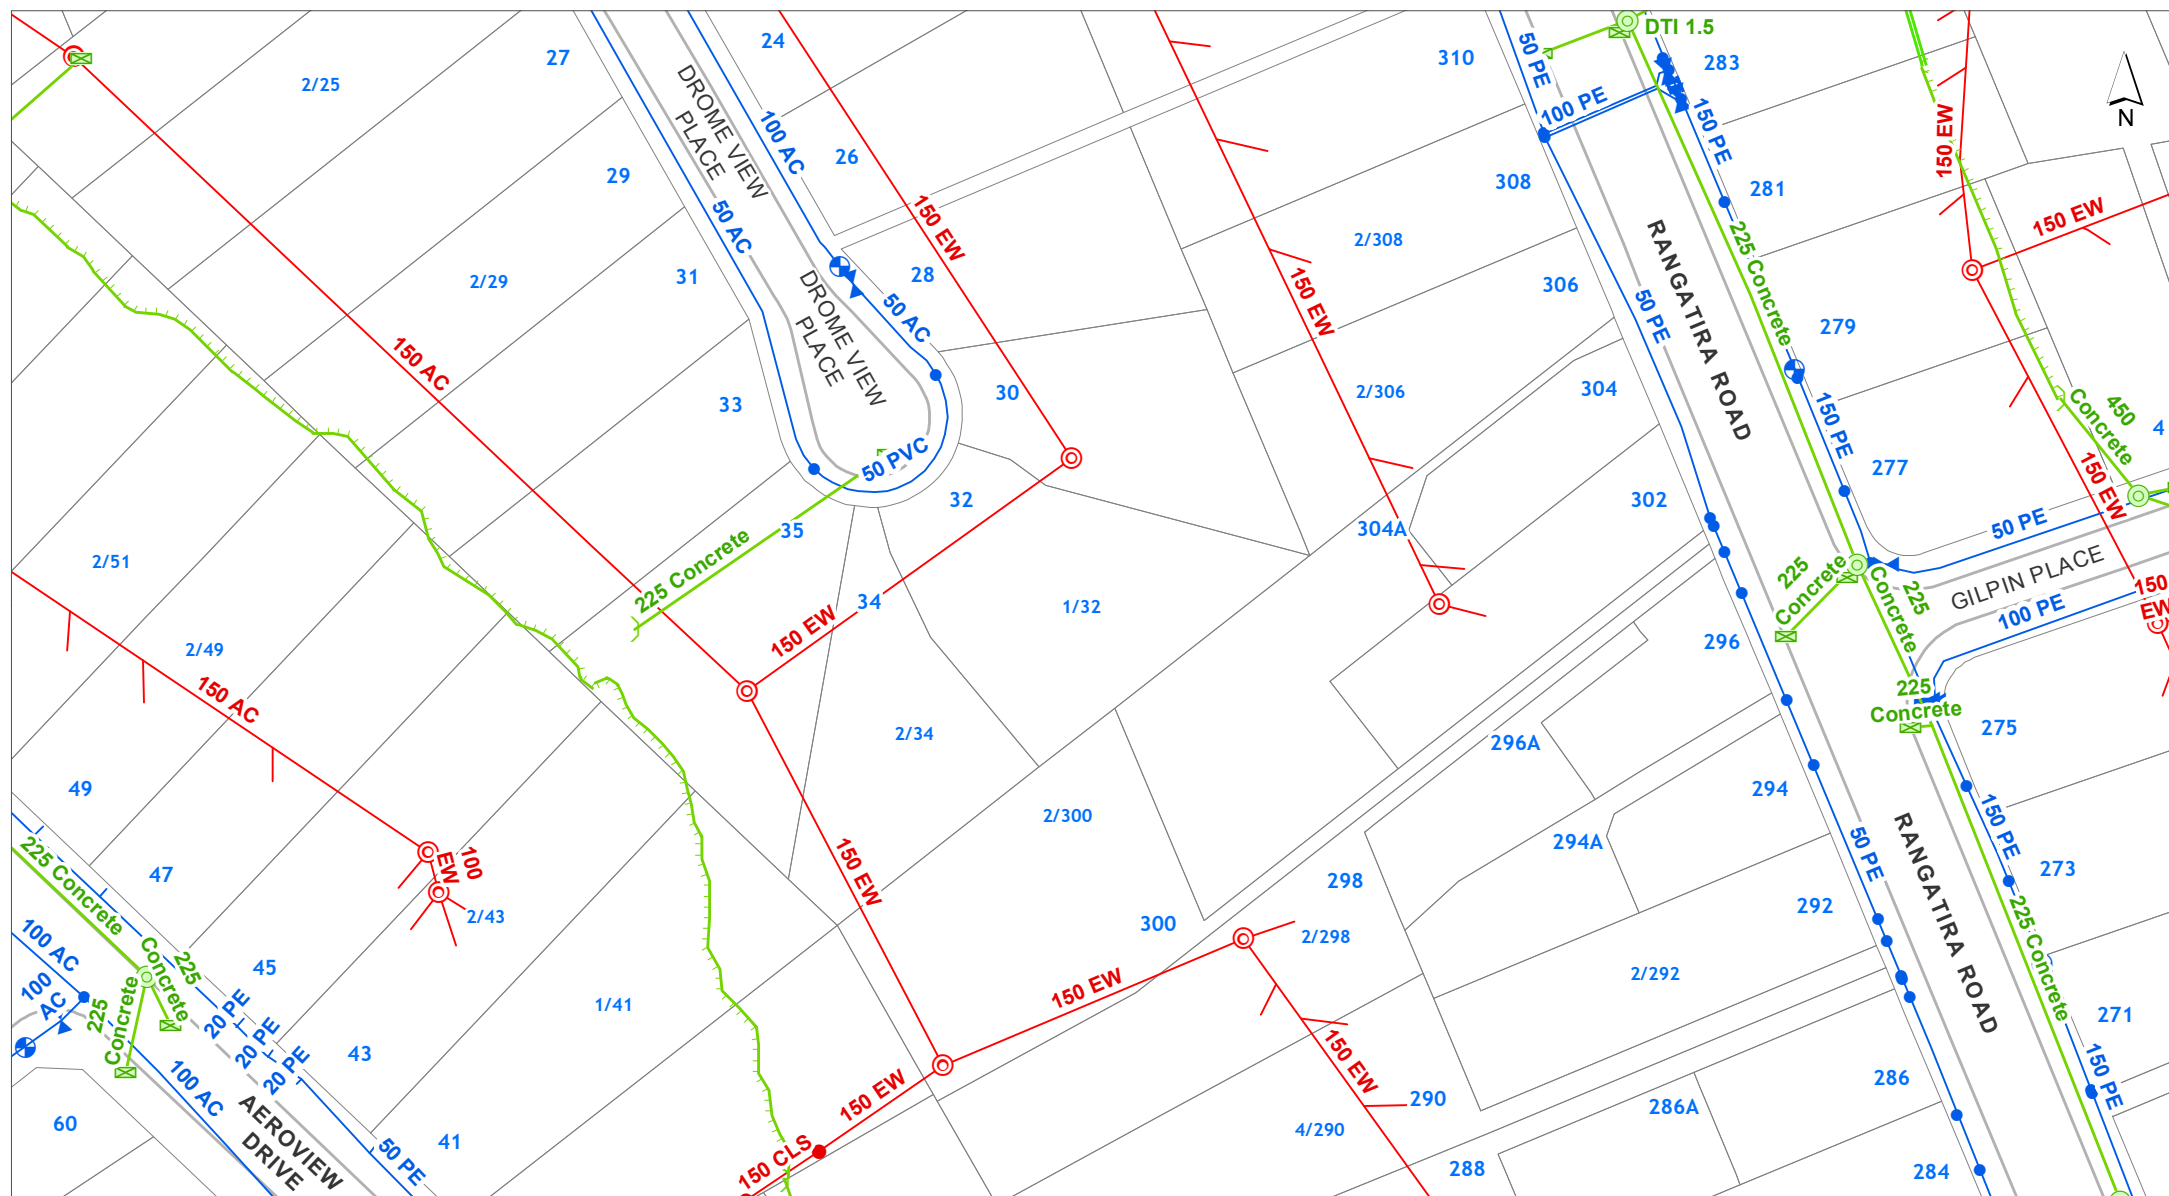 24
27
2/25
26
29
DROME VIEW
PLACE
100 AC
50 AC
150 EW
28
31
2/29
DROME VIEW
PLACE
50 AC
150 AC
33
30
50 PVC
32
35
225 Concrete
34
150 EW
1/32
2/34
2/51
2/49
150 AC
49
47
100
EW
2/43
225 Concrete
225
Concrete
225
Concrete
100 AC
100
AC
45
20 PE
20 PE
20 PE
43
100 AC
AEROVIEW
DRIVE
60
41
50 PE
1/41
150 EW
2/300
300
298
2/298
150 EW
150 EW
150 CLS
150 EW
290
4/290
288
310
50 PE
DTI 1.5
283
100 PE
150 PE
308
281
2/308
150 EW
306
50 PE
RANGATIRA ROAD
225 Concrete
279
2/306
304
150 PE
277
304A
302
150 EW
150 EW
450
Concrete
4
150 EW
50 PE
GILPIN PLACE
100 PE
150
EW
225
Concrete
225
Concrete
225
Concrete
296
296A
294
294A
275
150 PE
273
50 PE
RANGATIRA ROAD
292
2/292
225 Concrete
271
150 PE
286
286A
284
N